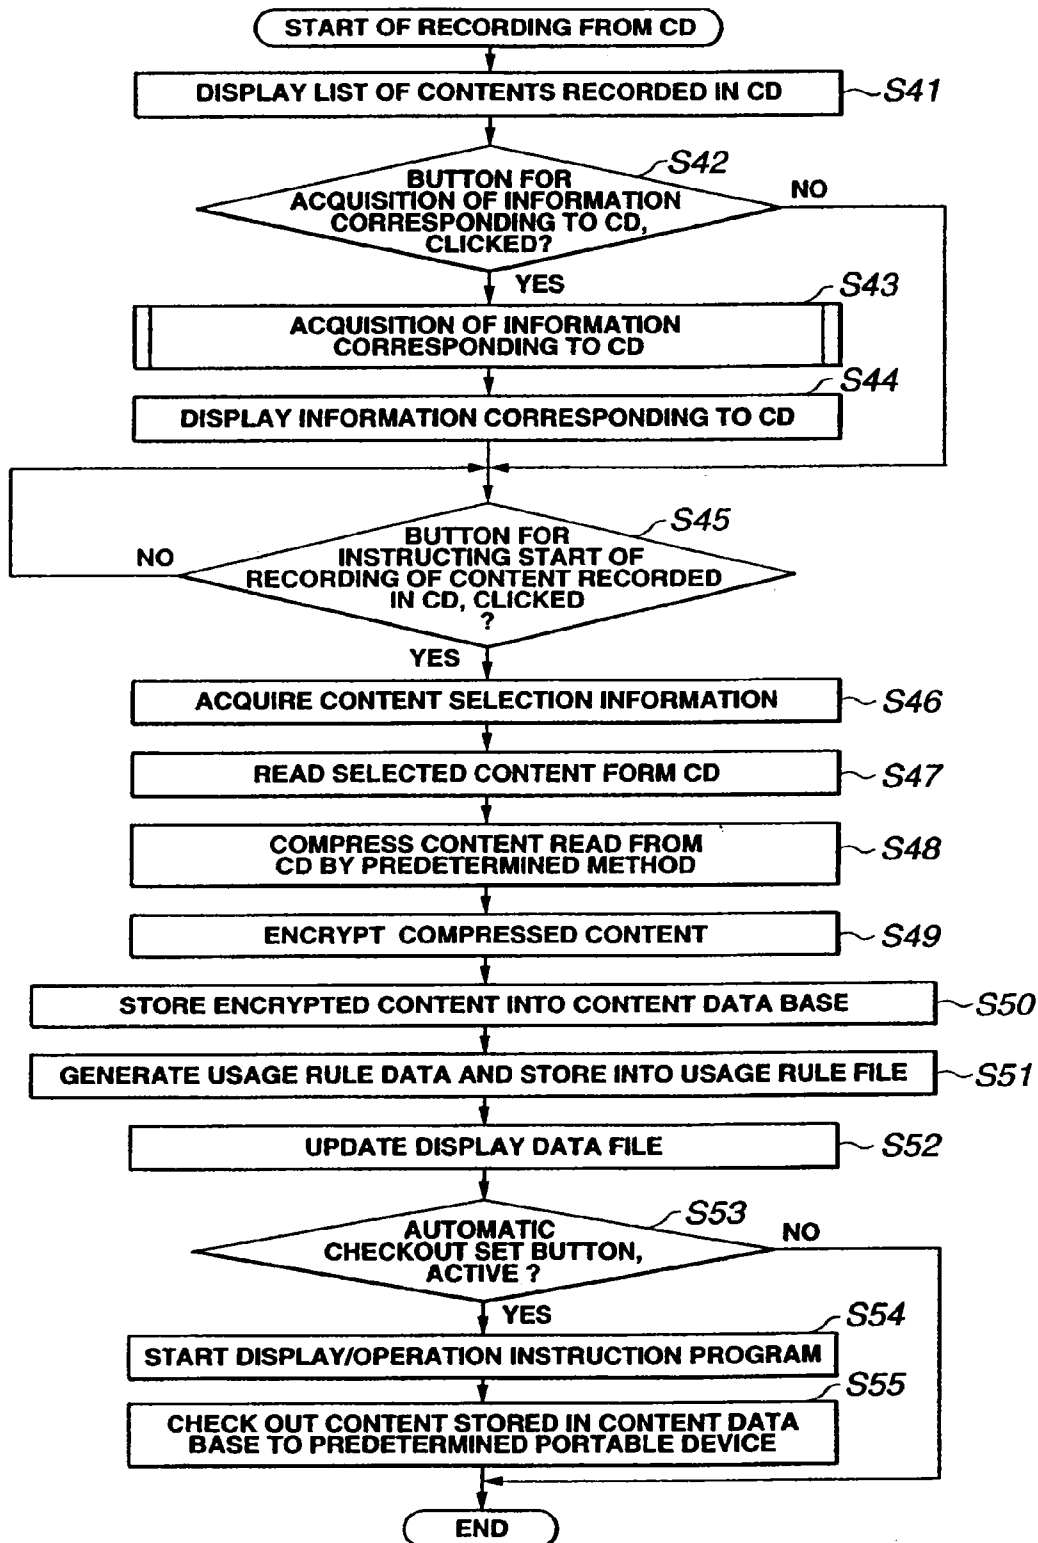 START OF RECORDING FROM CD
DISPLAY LIST OF CONTENTS RECORDED IN CD
S41
S42
BUTTON FOR
ACQUISITION OF INFORMATION
CORRESPONDING TO CD,
CLICKED?
NO
YES
S43
ACQUISITION OF INFORMATION
CORRESPONDING TO CD
S44
DISPLAY INFORMATION CORRESPONDING TO CD
S45
BUTTON FOR
INSTRUCTING START OF
RECORDING OF CONTENT RECORDED
IN CD, CLICKED
?
NO
YES
ACQUIRE CONTENT SELECTION INFORMATION
S46
READ SELECTED CONTENT FORM CD
S47
COMPRESS CONTENT READ FROM
CD BY PREDETERMINED METHOD
S48
ENCRYPT COMPRESSED CONTENT
S49
STORE ENCRYPTED CONTENT INTO CONTENT DATA BASE
S50
GENERATE USAGE RULE DATA AND STORE INTO USAGE RULE FILE
S51
UPDATE DISPLAY DATA FILE
S52
S53
AUTOMATIC
CHECKOUT SET BUTTON,
ACTIVE ?
NO
YES
S54
START DISPLAY/OPERATION INSTRUCTION PROGRAM
S55
CHECK OUT CONTENT STORED IN CONTENT DATA
BASE TO PREDETERMINED PORTABLE DEVICE
END